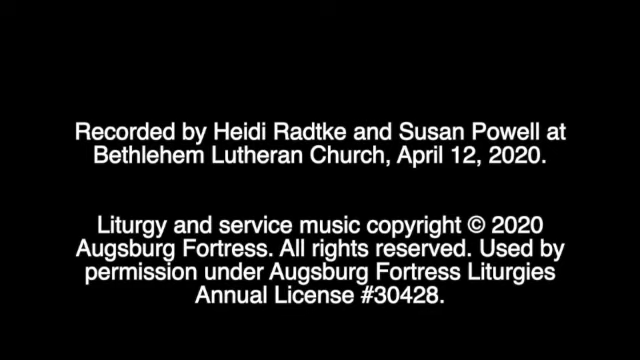 Recorded by Heidi Radtke and Susan Powell at
Bethlehem Lutheran Church, April 12, 2020.
Liturgy and service music copyright © 2020
Augsburg Fortress. All rights reserved. Used by
permission under Augsburg Fortress Liturgies
Annual License #30428.